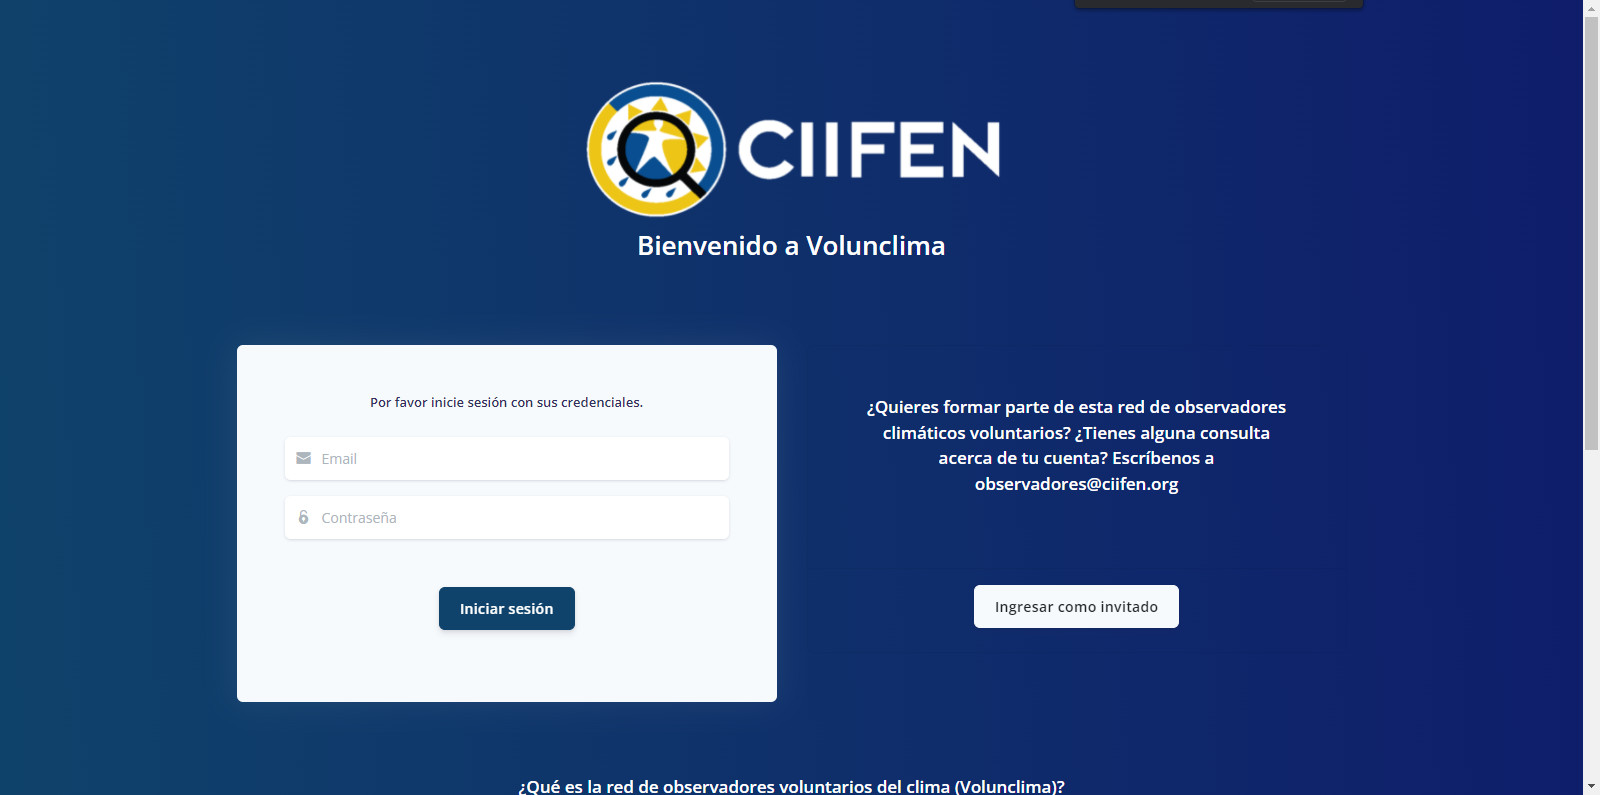 CIIFEN
Bienvenido a Volunclima
Por favor inicie sesión con sus credenciales.
Email
Contraseña
Iniciar sesión
¿Quieres formar parte de esta red de observadores
climáticos voluntarios? ¿Tienes alguna consulta
acerca de tu cuenta? Escríbenos a
observadores@ciifen.org
Ingresar como invitado
¿Qué es la red de observadores voluntarios del clima (Volunclima)?